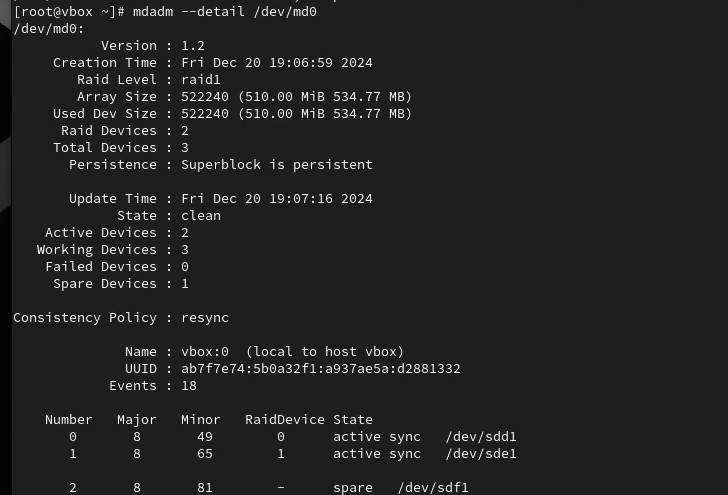 [root@vbox ~]# mdadm --detail /dev/md0
/dev/md0:
Version : 1.2
Creation Time : Fri Dec 20 19:06:59 2024
Raid Level : raid1
Array Size : 522240 (510.00 MiB 534.77 MB)
Used Dev Size : 522240 (510.00 MiB 534.77 MB)
Raid Devices : 2
Total Devices : 3
Persistence : Superblock is persistent
Update Time : Fri Dec 20 19:07:16 2024
State : clean
Active Devices : 2
Working Devices : 3
Failed Devices : 0
Spare Devices : 1
Consistency Policy : resync
Name : vbox:0  (local to host vbox)
UUID : ab7f7e74:5b0a32f1:a937ae5a:d2881332
Events : 18
Number   Major   Minor   RaidDevice State
0       8       49        0      active sync   /dev/sdd1
1       8       65        1      active sync   /dev/sde1
2       8       81        -      spare   /dev/sdf1